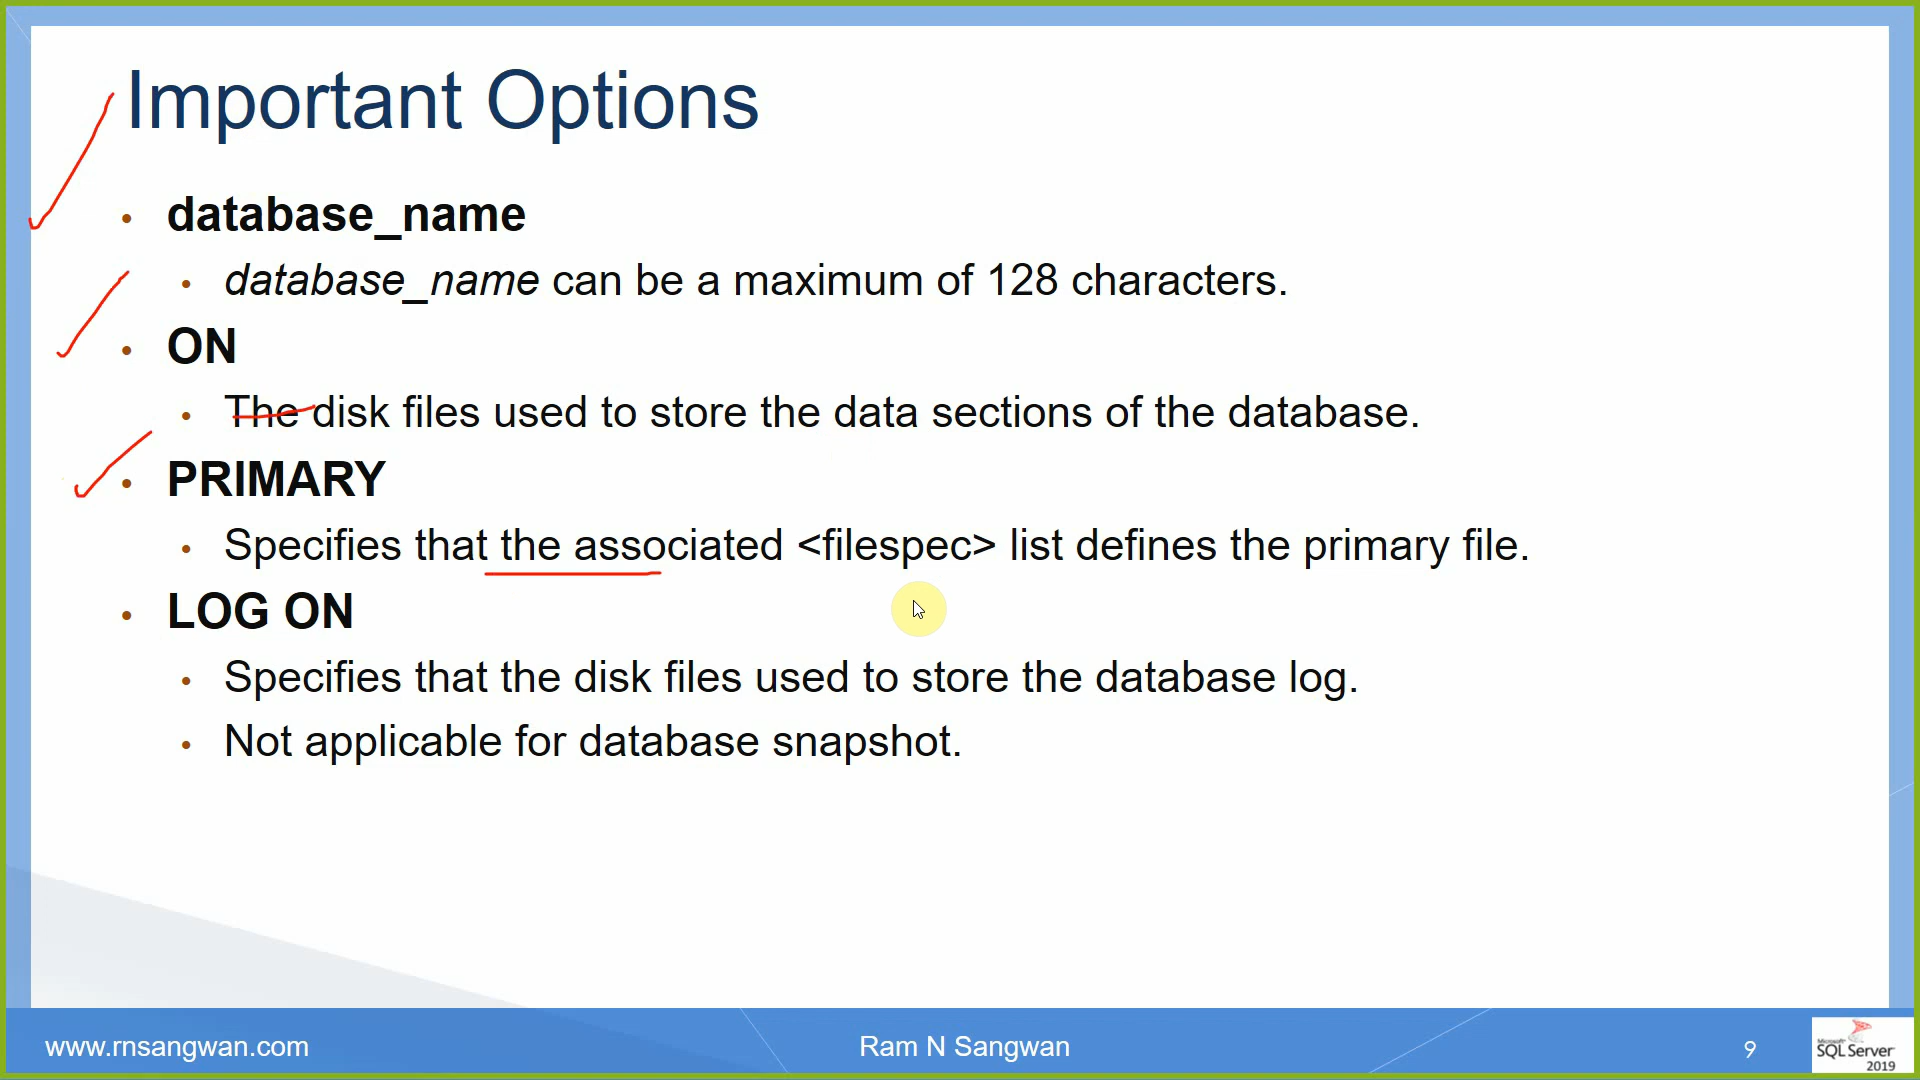 Important Options
• database_name
• database_name can be a maximum of 128 characters.
• ON
• The disk files used to store the data sections of the database.
• PRIMARY
• Specifies that the associated <filespec> list defines the primary file.
• LOG ON
• Specifies that the disk files used to store the database log.
• Not applicable for database snapshot.
www.rnsangwan.com
Ram N Sangwan
9
Microsoft
SQL Server
2019